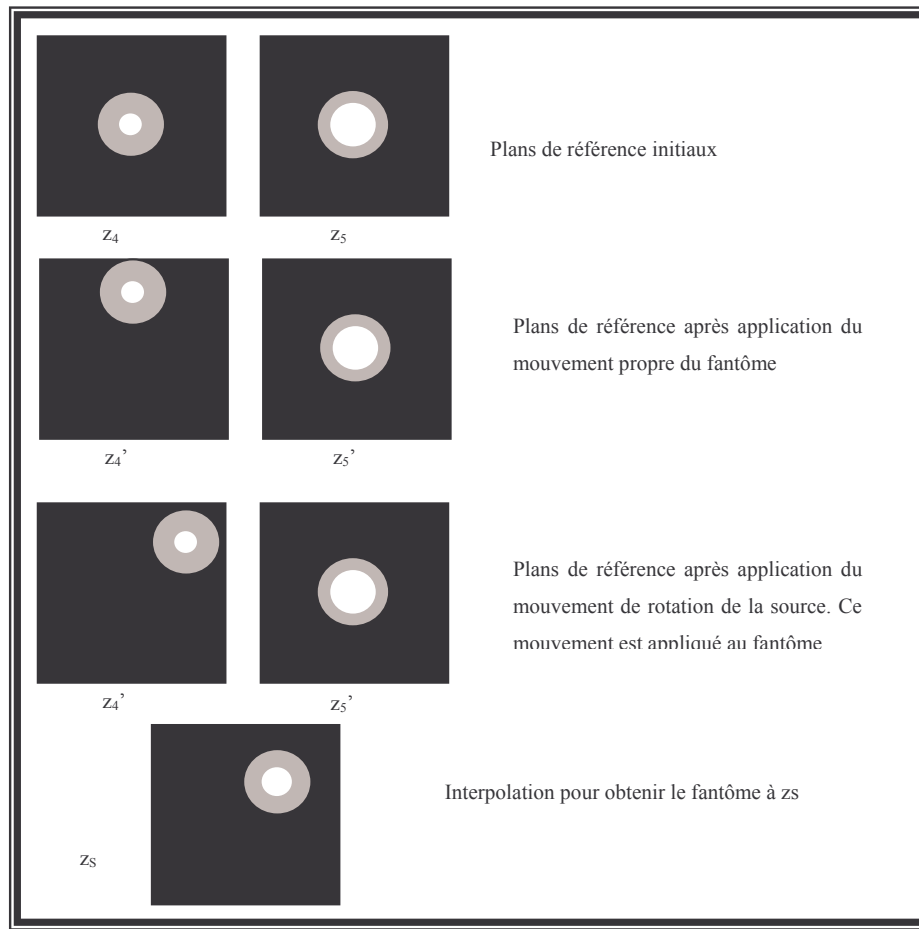 Plans de référence initiaux
z₄ z₅
Plans de référence après application du
mouvement propre du fantôme
z₄’ z₅’
Plans de référence après application du
mouvement de rotation de la source. Ce
mouvement est appliqué au fantôme
z₄’ z₅’
Interpolation pour obtenir le fantôme à zs
z_S